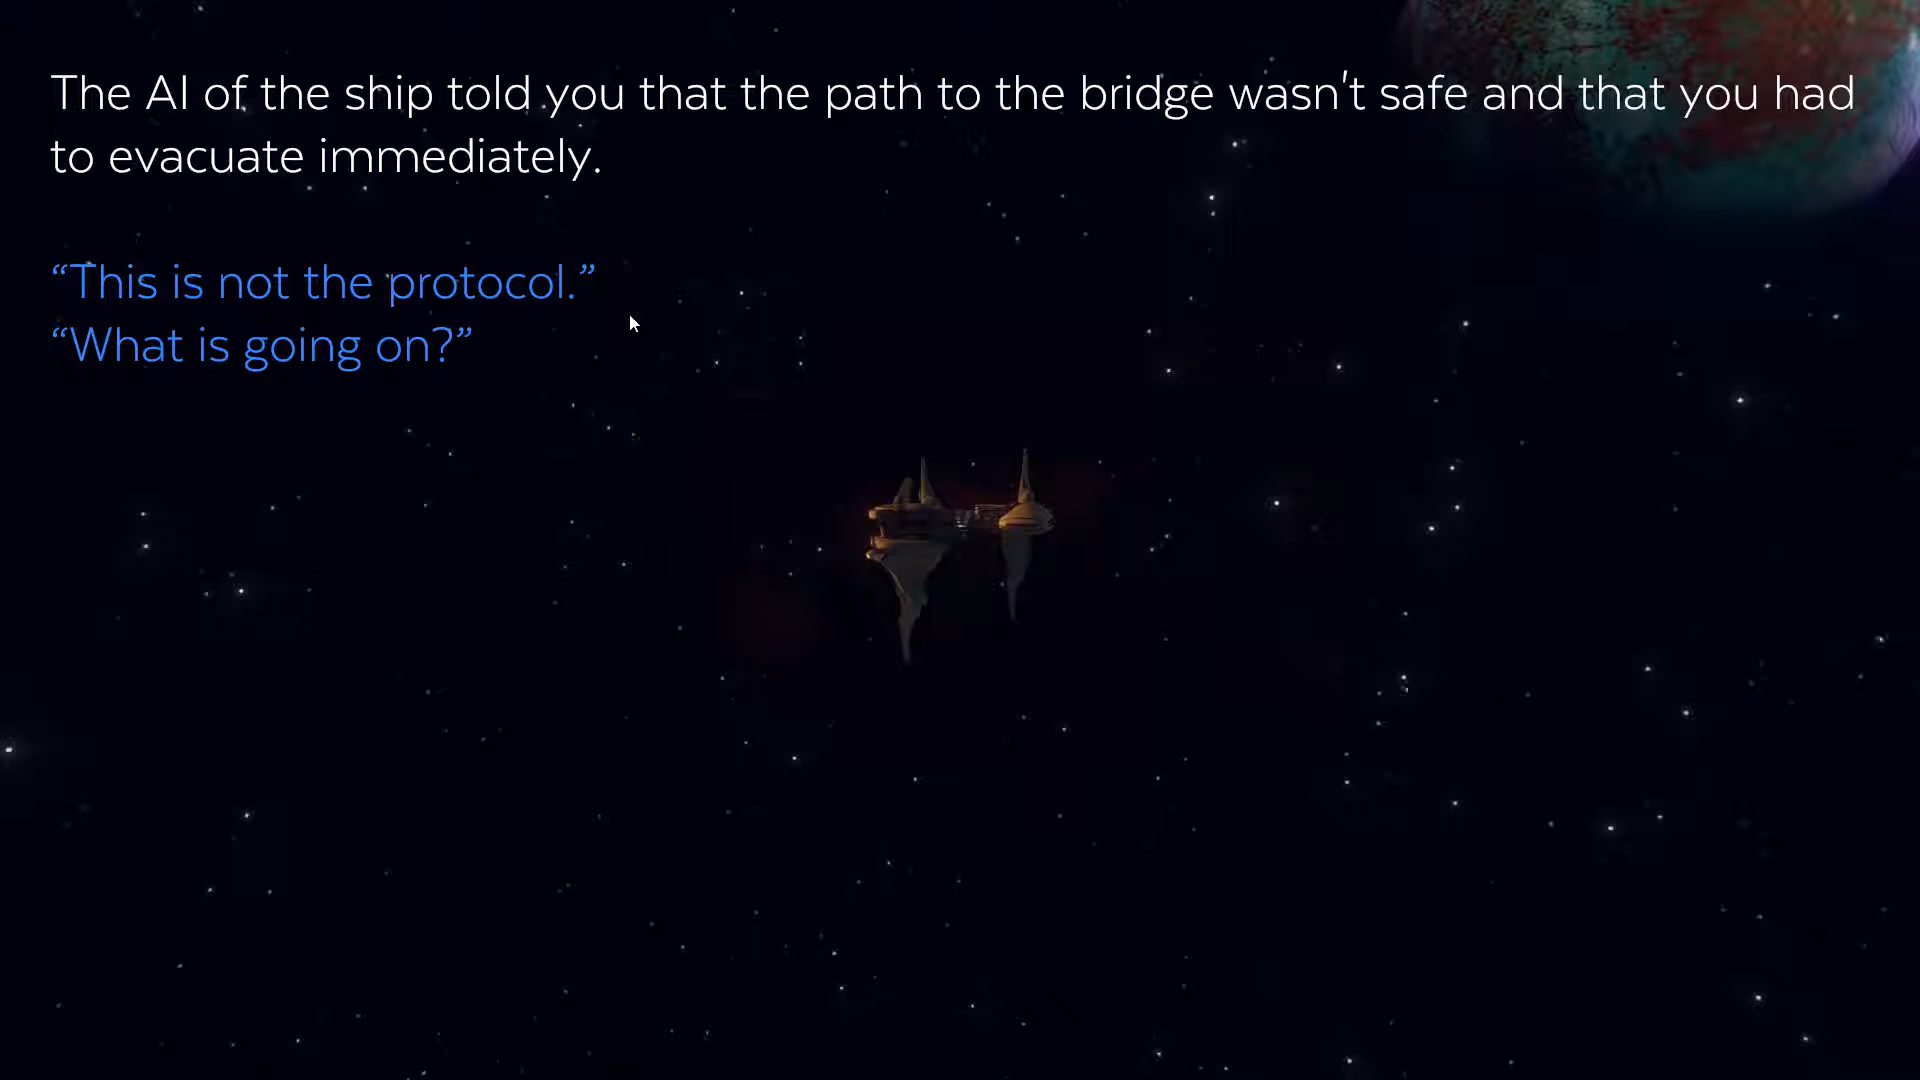 The AI of the ship told you that the path to the bridge wasn't safe and that you had
to evacuate immediately.
“This is not the protocol.”
“What is going on?”